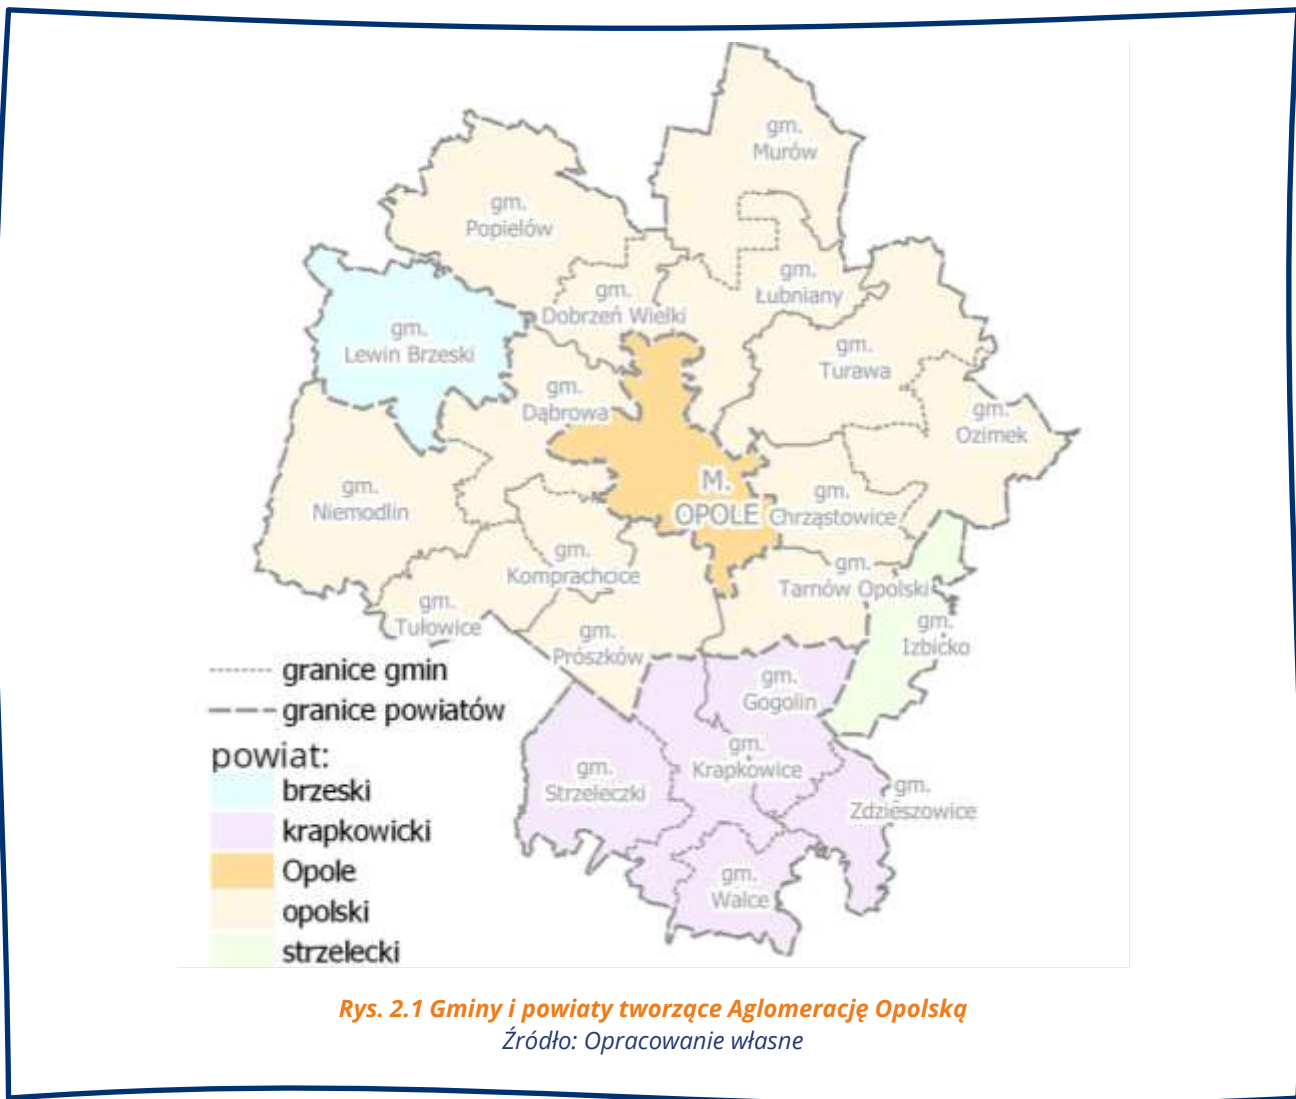 gm.
Murów
gm.
Popielów
gm.
Łubniany
gm.
Dobrzeń Wielki
gm.
Lewin Brzeski
gm.
Turawa
gm.
Dąbrowa
gm.
Ozimek
M.
OPOLE
gm.
Chrząstowice
gm.
Niemodlin
gm.
Komprachcice
gm.
Tarnów Opolski
gm.
Tułowice
gm.
Prószków
gm.
Izbicko
granice gmin
granice powiatów
powiat:
brzeski
krapkowicki
Opole
opolski
strzelecki
gm.
Gogolin
gm.
Krapkowice
gm.
Strzeleczki
gm.
Zdzieszowice
gm.
Walce
Rys. 2.1 Gminy i powiaty tworzące Aglomerację Opolską
Źródło: Opracowanie własne